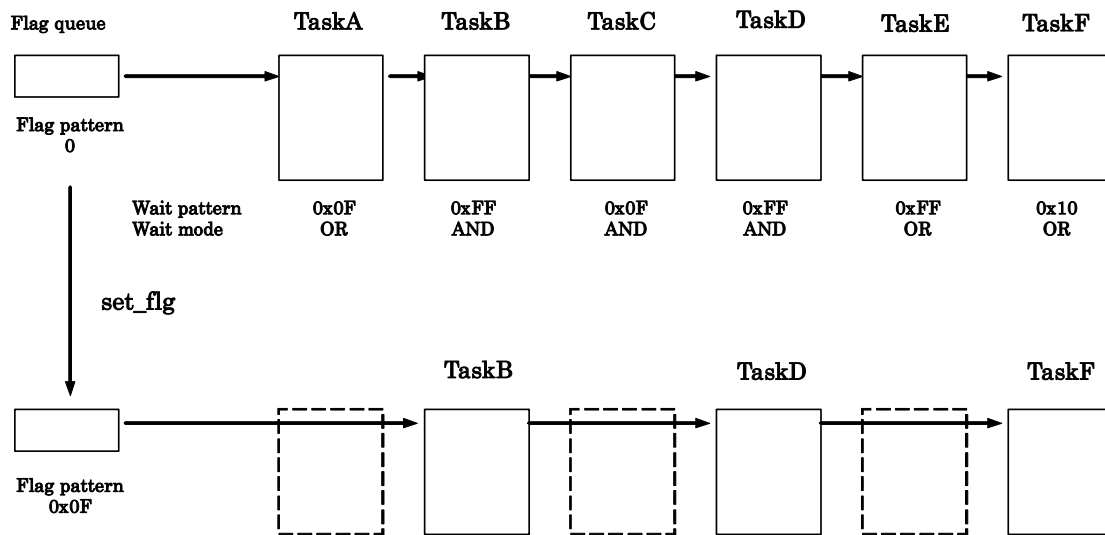 Flag queue
TaskA TaskB TaskC TaskD TaskE TaskF
Flag pattern
0
Wait pattern 0x0F 0xFF 0x0F 0xFF 0xFF 0x10
Wait mode OR AND AND AND OR OR
set_flg
TaskB TaskD TaskF
Flag pattern
0x0F